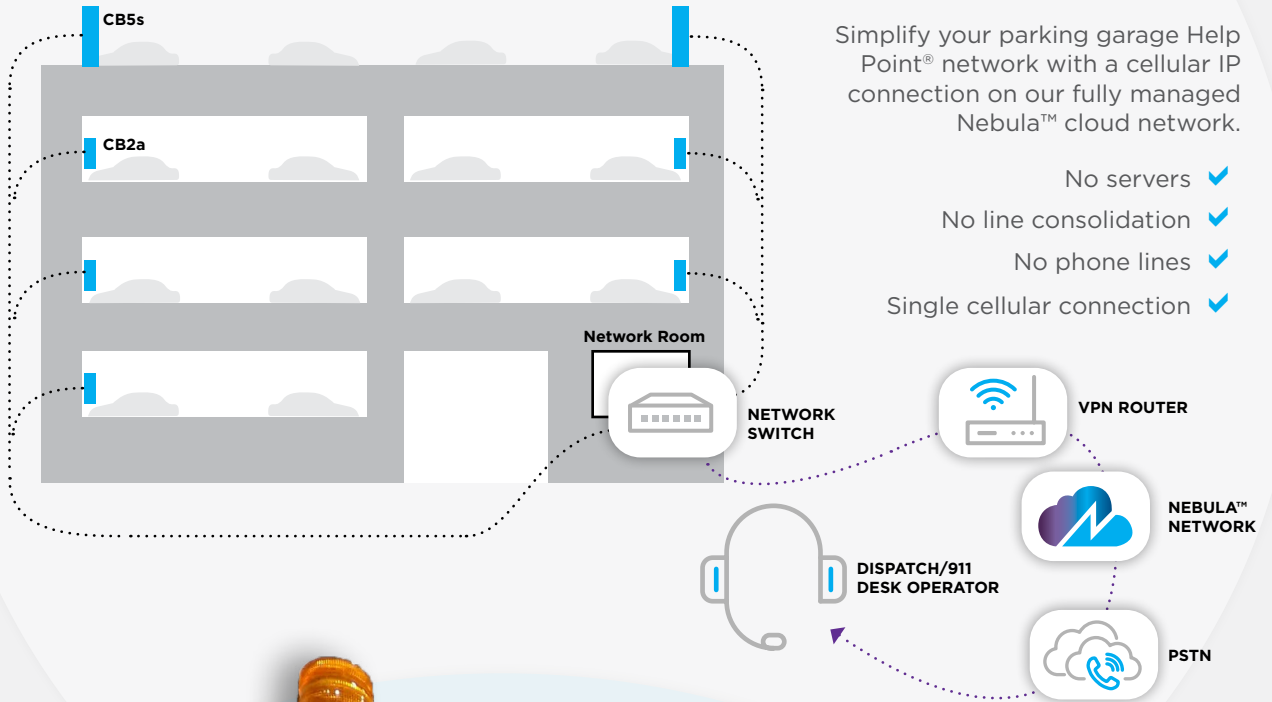 CB5s
CB2a
Simplify your parking garage Help
Point® network with a cellular IP
connection on our fully managed
Nebula™ cloud network.
No servers
No line consolidation
No phone lines
Single cellular connection
Network Room
NETWORK
SWITCH
VPN ROUTER
NEBULA™
NETWORK
DISPATCH/911
DESK OPERATOR
PSTN